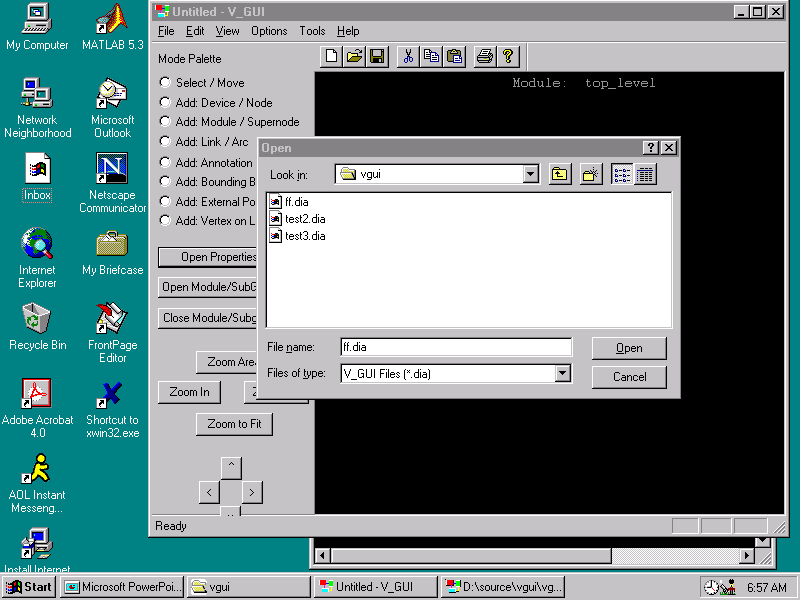 My Computer
MATLAB 5.3
Network
Neighborhood
Microsoft
Outlook
Inbox
Netscape
Communicator
Internet
Explorer
My Briefcase
Recycle Bin
FrontPage
Editor
Adobe Acrobat
4.0
Shortcut to
xwin32.exe
AOL Instant
Messeng...
Install Internet
Untitled - V_GUI
File Edit View Options Tools Help
Mode Palette
Select / Move
Add: Device / Node
Add: Module / Supernode
Add: Link / Arc
Add: Annotation
Add: Bounding B
Add: External Po
Add: Vertex on L
Open Properties
Open Module/SubG
Close Module/Subg
Zoom Area
Zoom In
Zoom to Fit
Module: top_level
Open
Look in: vgui
ff.dia
test2.dia
test3.dia
File name: ff.dia
Open
Files of type: V_GUI Files (*.dia)
Cancel
Ready
Start
Microsoft PowerPoi...
vgui
Untitled - V_GUI
D:\source\vgui\vg...
6:57 AM